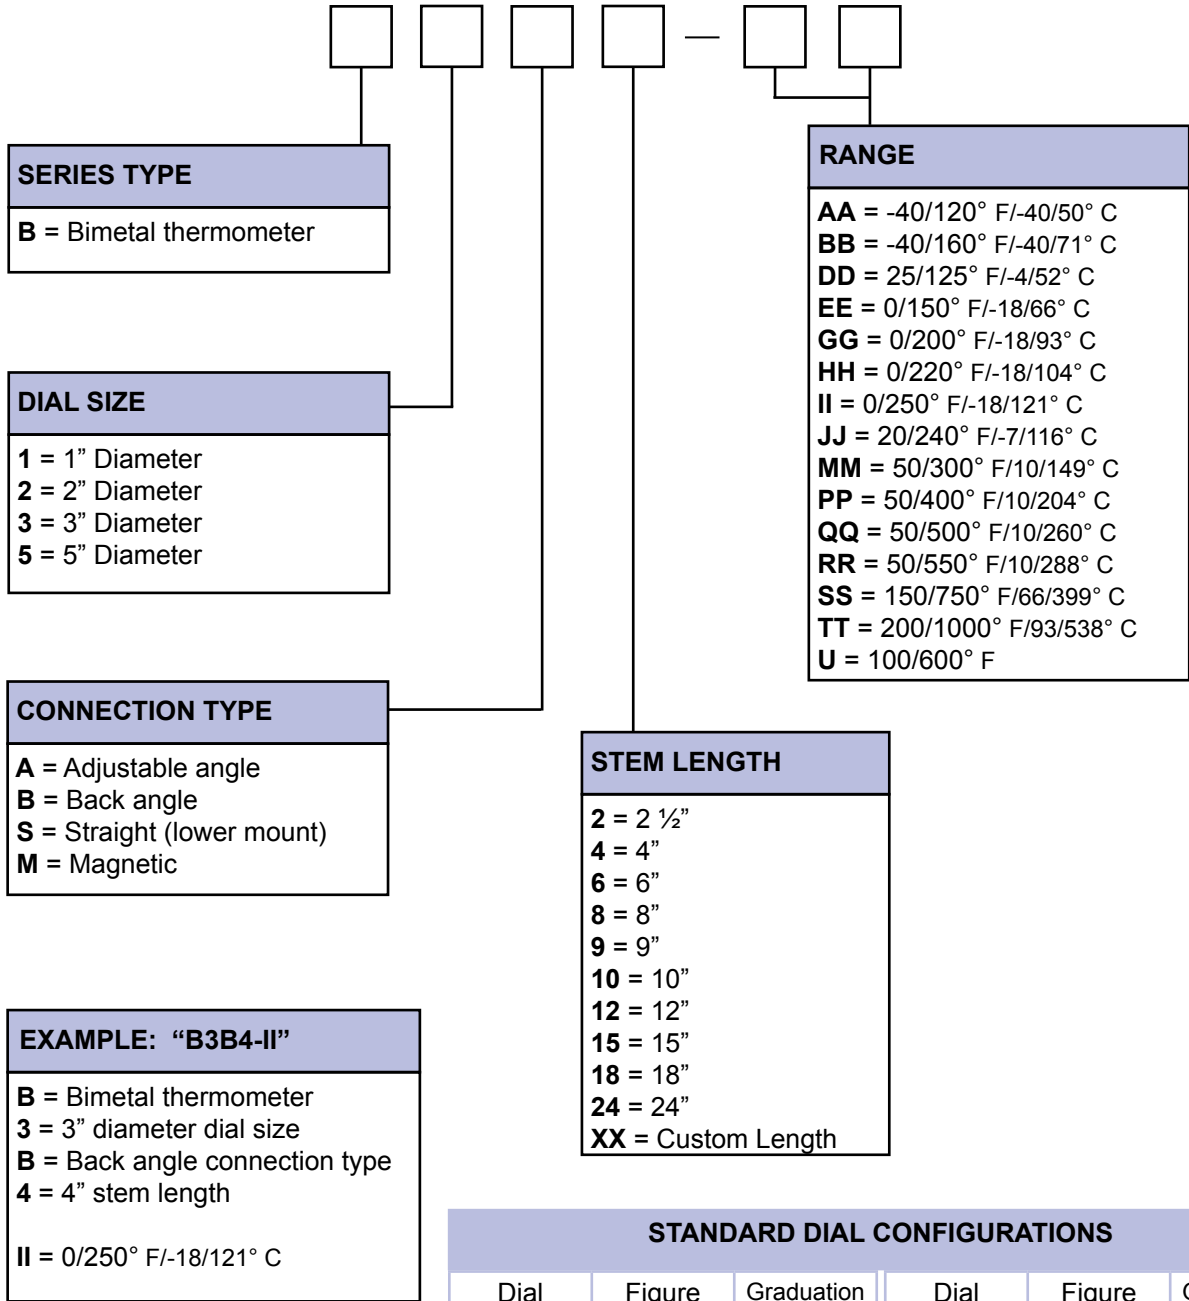 SERIES TYPE
B = Bimetal thermometer
DIAL SIZE
1 = 1” Diameter
2 = 2” Diameter
3 = 3” Diameter
5 = 5” Diameter
CONNECTION TYPE
A = Adjustable angle
B = Back angle
S = Straight (lower mount)
M = Magnetic
STEM LENGTH
2 = 2 ½”
4 = 4”
6 = 6”
8 = 8”
9 = 9”
10 = 10”
12 = 12”
15 = 15”
18 = 18”
24 = 24”
XX = Custom Length
RANGE
AA = -40/120° F/-40/50° C
BB = -40/160° F/-40/71° C
DD = 25/125° F/-4/52° C
EE = 0/150° F/-18/66° C
GG = 0/200° F/-18/93° C
HH = 0/220° F/-18/104° C
II = 0/250° F/-18/121° C
JJ = 20/240° F/-7/116° C
MM = 50/300° F/10/149° C
PP = 50/400° F/10/204° C
QQ = 50/500° F/10/260° C
RR = 50/550° F/10/288° C
SS = 150/750° F/66/399° C
TT = 200/1000° F/93/538° C
U = 100/600° F
EXAMPLE: “B3B4-II”
B = Bimetal thermometer
3 = 3” diameter dial size
B = Back angle connection type
4 = 4” stem length
II = 0/250° F/-18/121° C
STANDARD DIAL CONFIGURATIONS
Dial Figure Graduation Dial Figure